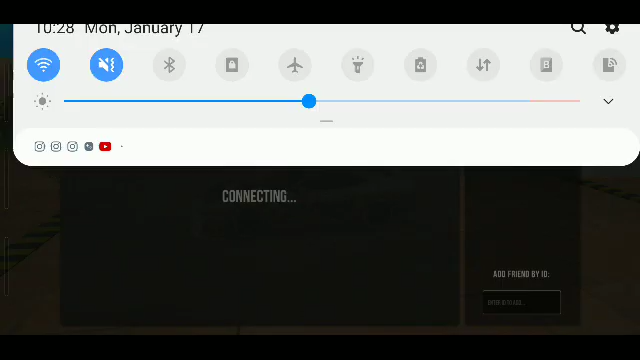 10:28 Mon, January 17
CONNECTING...
ADD FRIEND BY ID:
ENTER ID TO ADD...